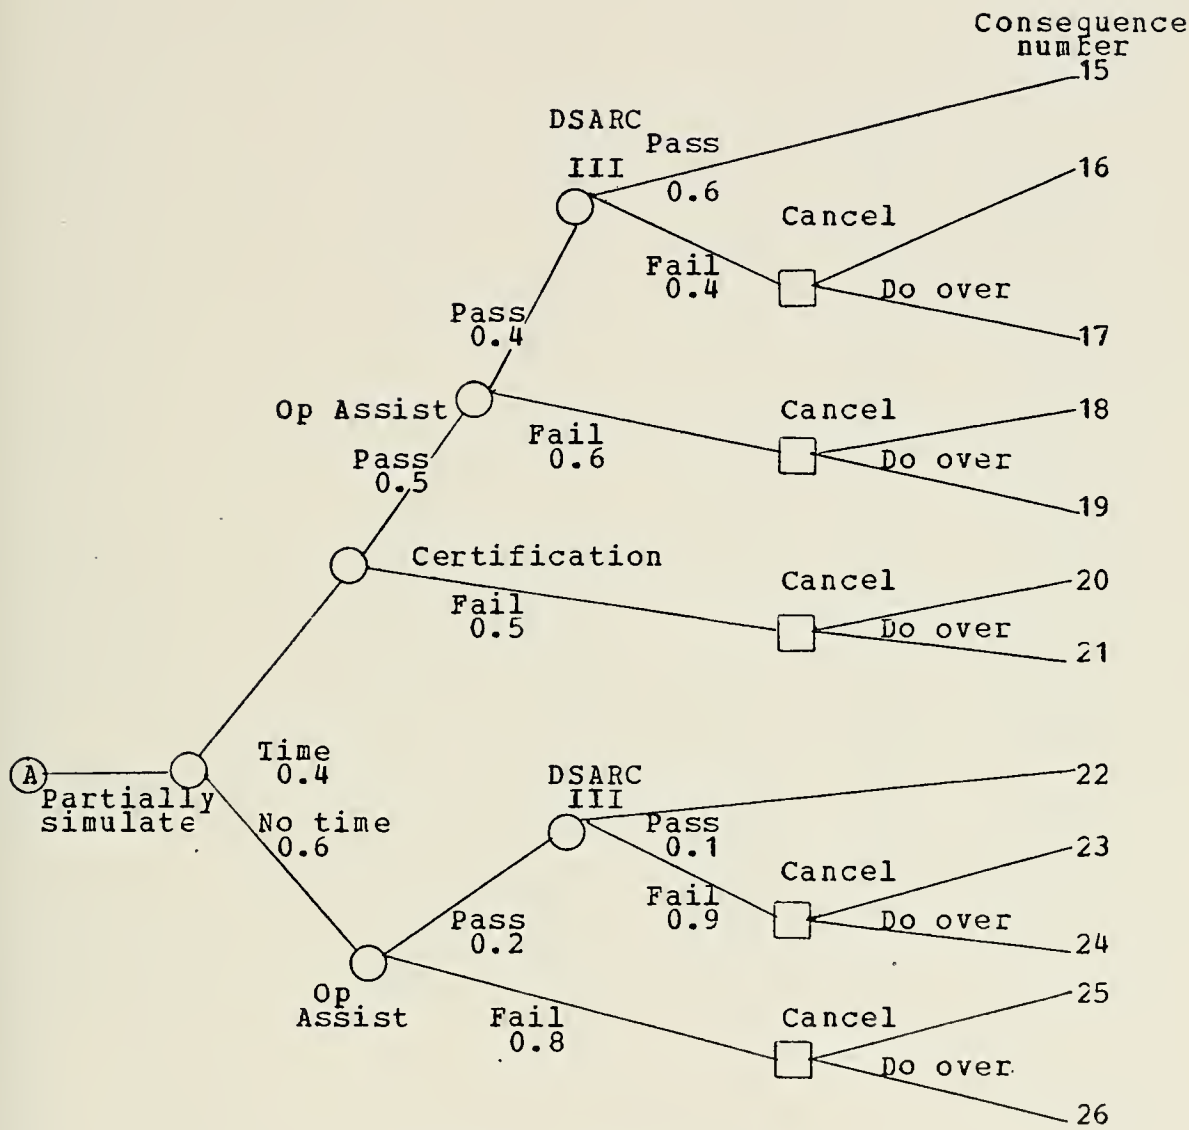 Consequence
number
15
DSARC
Pass
III
0.6
16
Cancel
Fail
0.4
Do over
Pass
0.4
17
Op Assist
Cancel
18
Fail
0.6
Pass
0.5
Do over
19
Certification
Cancel
20
Fail
0.5
Do over
21
Time
0.4
A
Partially
simulate
No time
0.6
DSARC
III
22
Pass
0.1
23
Cancel
Fail
0.9
Do over
24
Pass
0.2
Op
Assist
25
Fail
0.8
Cancel
Do over
26